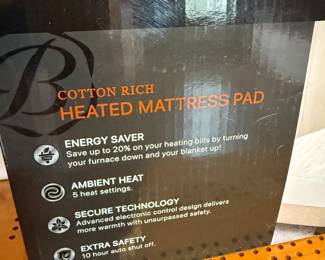 B
COTTON RICH
HEATED MATTRESS PAD
ENERGY SAVER
Save up to 20% on your heating bills by turning
your furnace down and your blanket up!
AMBIENT HEAT
5 heat settings.
SECURE TECHNOLOGY
Advanced electronic control design delivers
more warmth with unsurpassed safety.
EXTRA SAFETY
10 hour auto shut off.